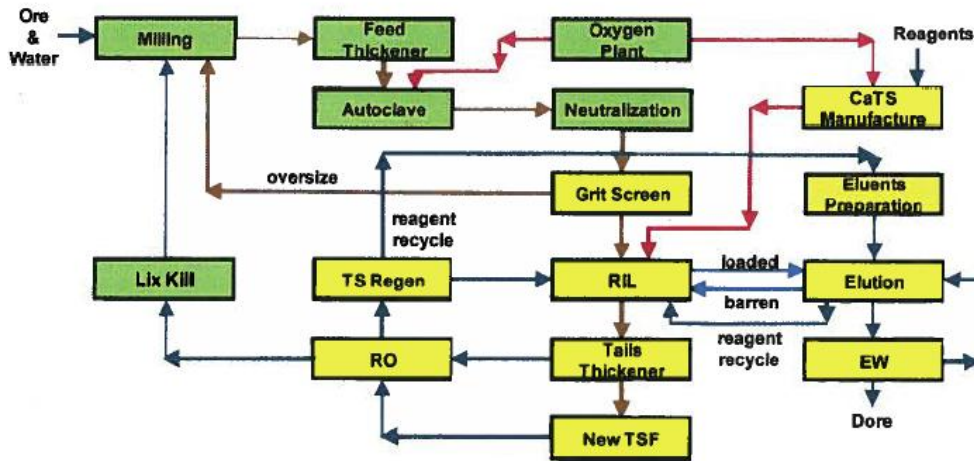 Ore
&
Water
Milling
Feed
Thickener
Oxygen
Plant
Reagents
Autoclave
Neutralization
CaTS
Manufacture
oversize
Grit Screen
Eluents
Preparation
reagent
recycle
Lix Kill
TS Regen
RIL
loaded
barren
Elution
reagent
recycle
RO
Tails
Thickener
EW
New TSF
Dore